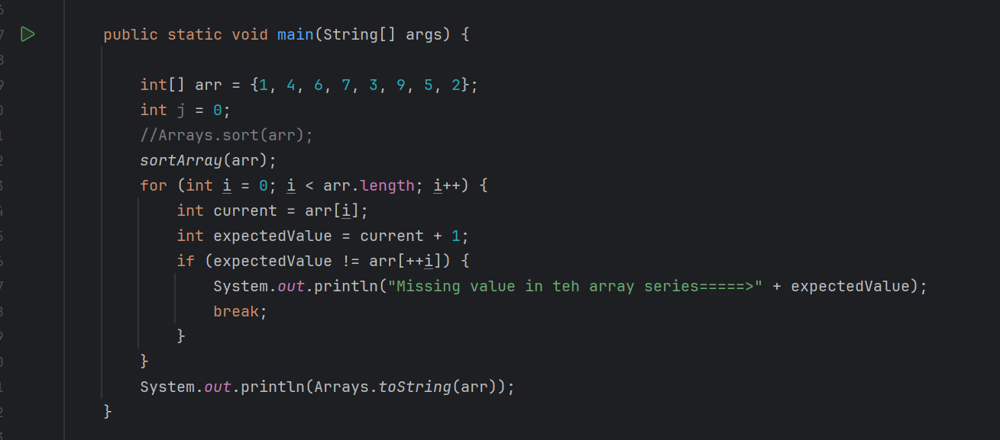 public static void main(String[] args) {
int[] arr = {1, 4, 6, 7, 3, 9, 5, 2};
int j = 0;
//Arrays.sort(arr);
sortArray(arr);
for (int i = 0; i < arr.length; i++) {
int current = arr[i];
int expectedValue = current + 1;
if (expectedValue != arr[++i]) {
System.out.println("Missing value in teh array series=====>" + expectedValue);
break;
}
}
System.out.println(Arrays.toString(arr));
}